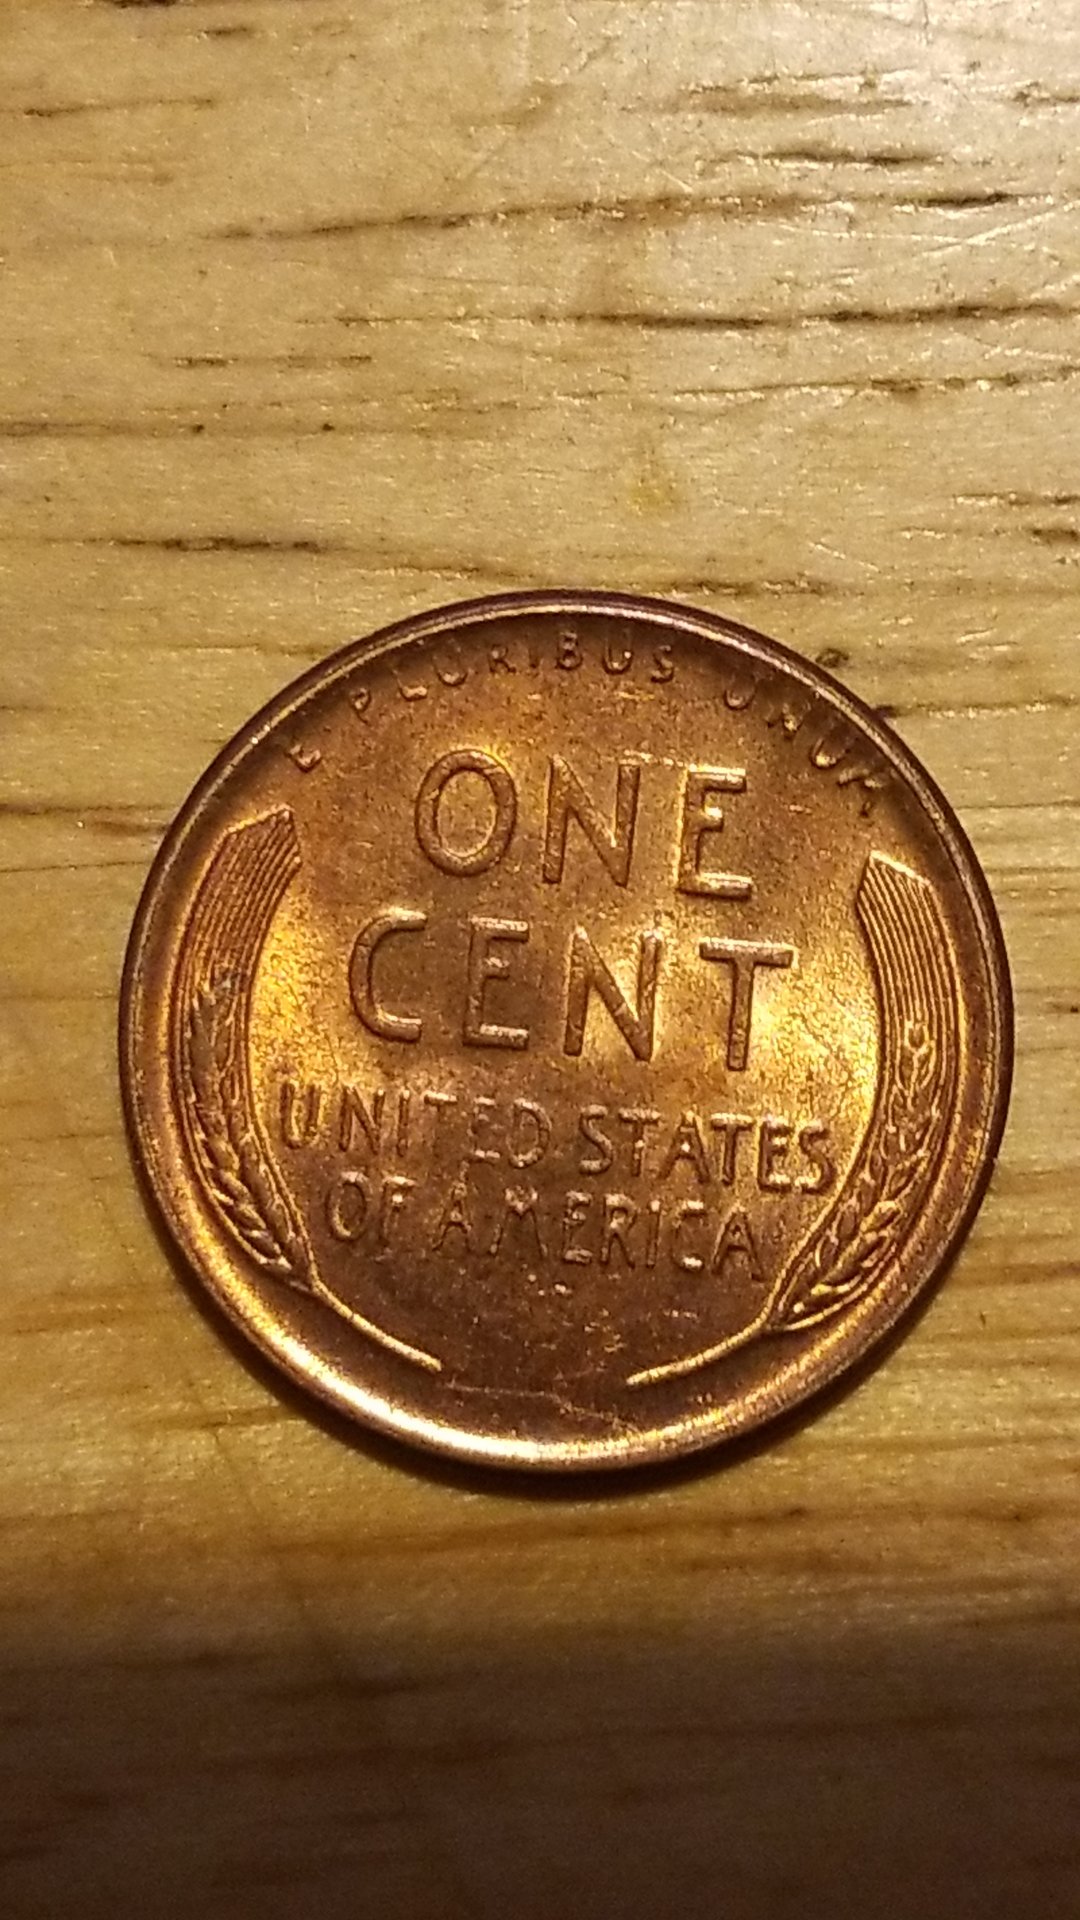 E PLURIBUS UNUM
ONE
CENT
UNITED STATES
OF AMERICA